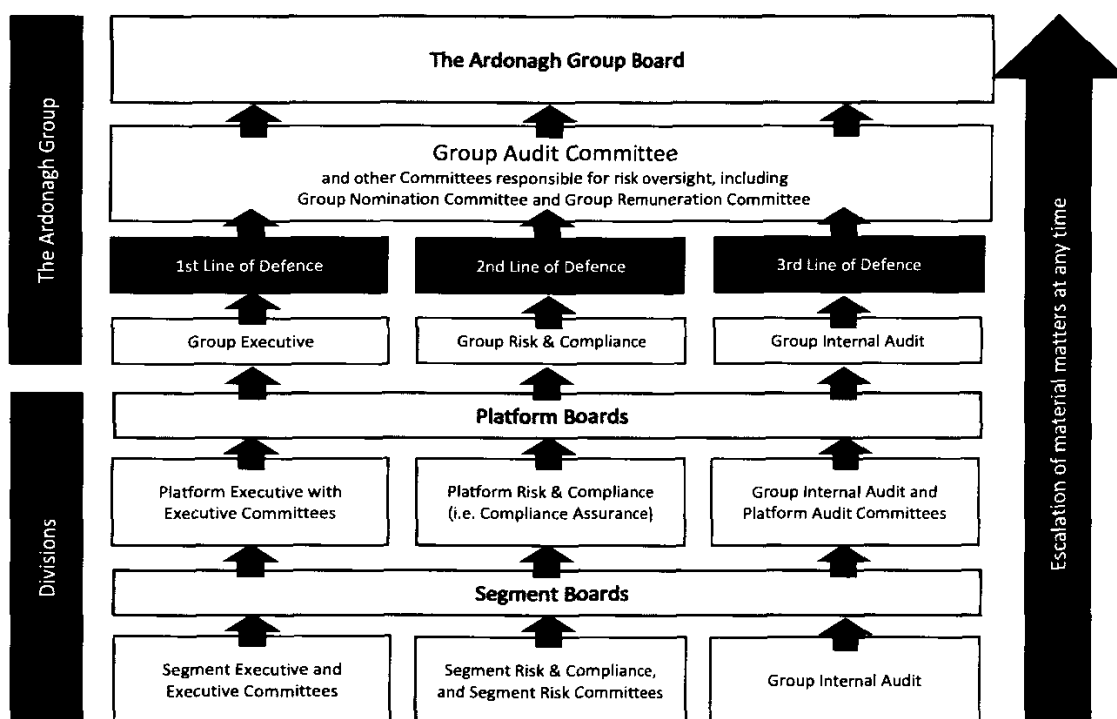 The Ardonagh Group
The Ardonagh Group Board
Group Audit Committee
and other Committees responsible for risk oversight, including
Group Nomination Committee and Group Remuneration Committee
1st Line of Defence
2nd Line of Defence
3rd Line of Defence
Group Executive
Group Risk & Compliance
Group Internal Audit
Divisions
Platform Boards
Platform Executive with
Executive Committees
Platform Risk & Compliance
(i.e. Compliance Assurance)
Group Internal Audit and
Platform Audit Committees
Segment Boards
Segment Executive and
Executive Committees
Segment Risk & Compliance,
and Segment Risk Committees
Group Internal Audit
Escalation of material matters at any time